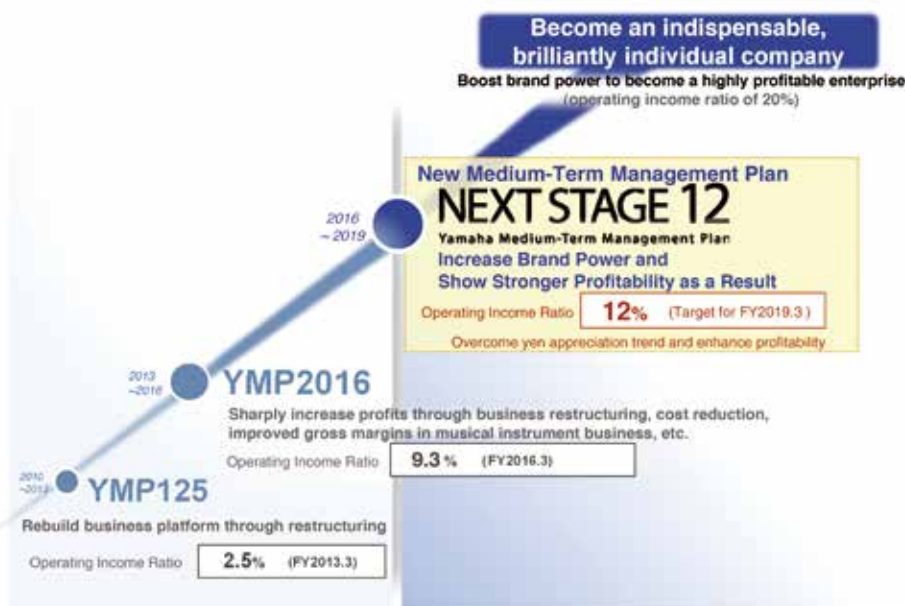 Become an indispensable,
brilliantly individual company
Boost brand power to become a highly profitable enterprise
(operating income ratio of 20%)
New Medium-Term Management Plan
NEXT STAGE 12
Yamaha Medium-Term Management Plan
Increase Brand Power and
Show Stronger Profitability as a Result
Operating Income Ratio 12% (Target for FY2019.3 )
Overcome yen appreciation trend and enhance profitability
2016
~ 2019
2013
~2016
YMP2016
Sharply increase profits through business restructuring, cost reduction,
improved gross margins in musical instrument business, etc.
Operating Income Ratio 9.3 % (FY2016.3)
2010
~2013
YMP125
Rebuild business platform through restructuring
Operating Income Ratio 2.5% (FY2013.3)